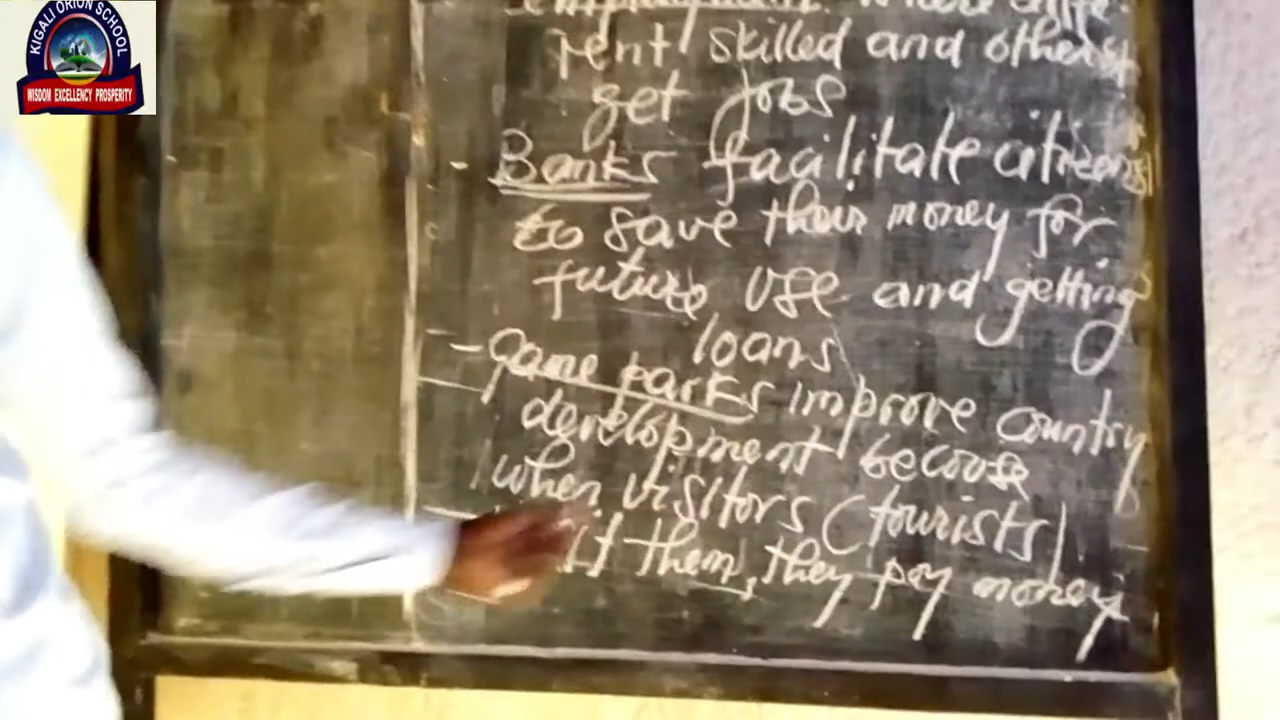 KIGALI ORION SCHOOL
WISDOM EXCELLENCY PROSPERITY
rent skilled and others
get jobs
- Banks facilitate citizens
to save their money for
future use and getting
loans
- Game parks improve country
development because
when visitors (tourists)
them, they pay money